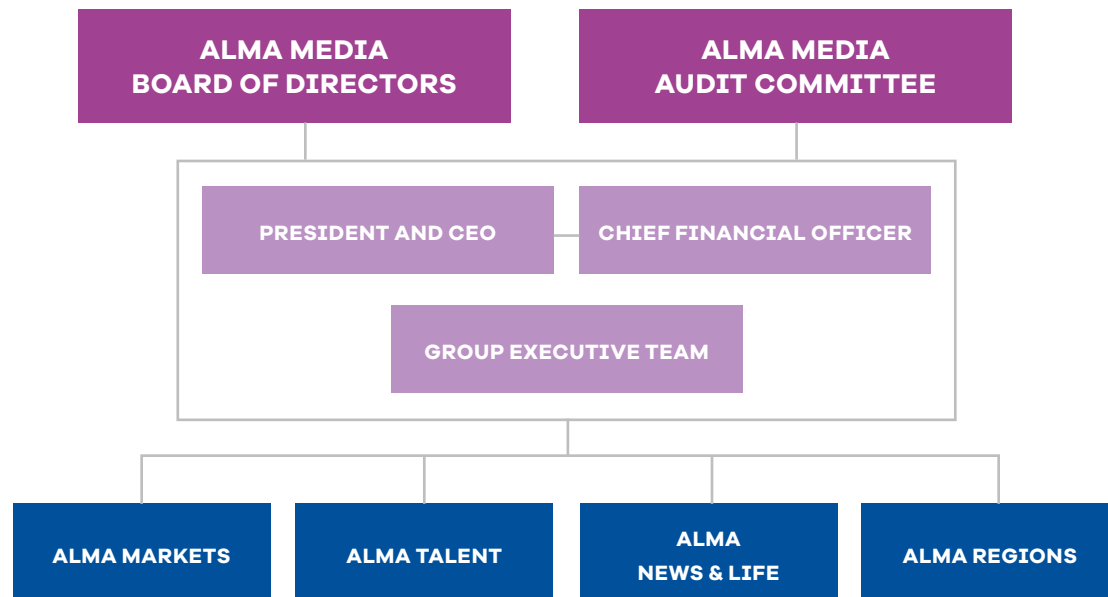 ALMA MEDIA
BOARD OF DIRECTORS
ALMA MEDIA
AUDIT COMMITTEE
PRESIDENT AND CEO
CHIEF FINANCIAL OFFICER
GROUP EXECUTIVE TEAM
ALMA MARKETS
ALMA TALENT
ALMA
NEWS & LIFE
ALMA REGIONS